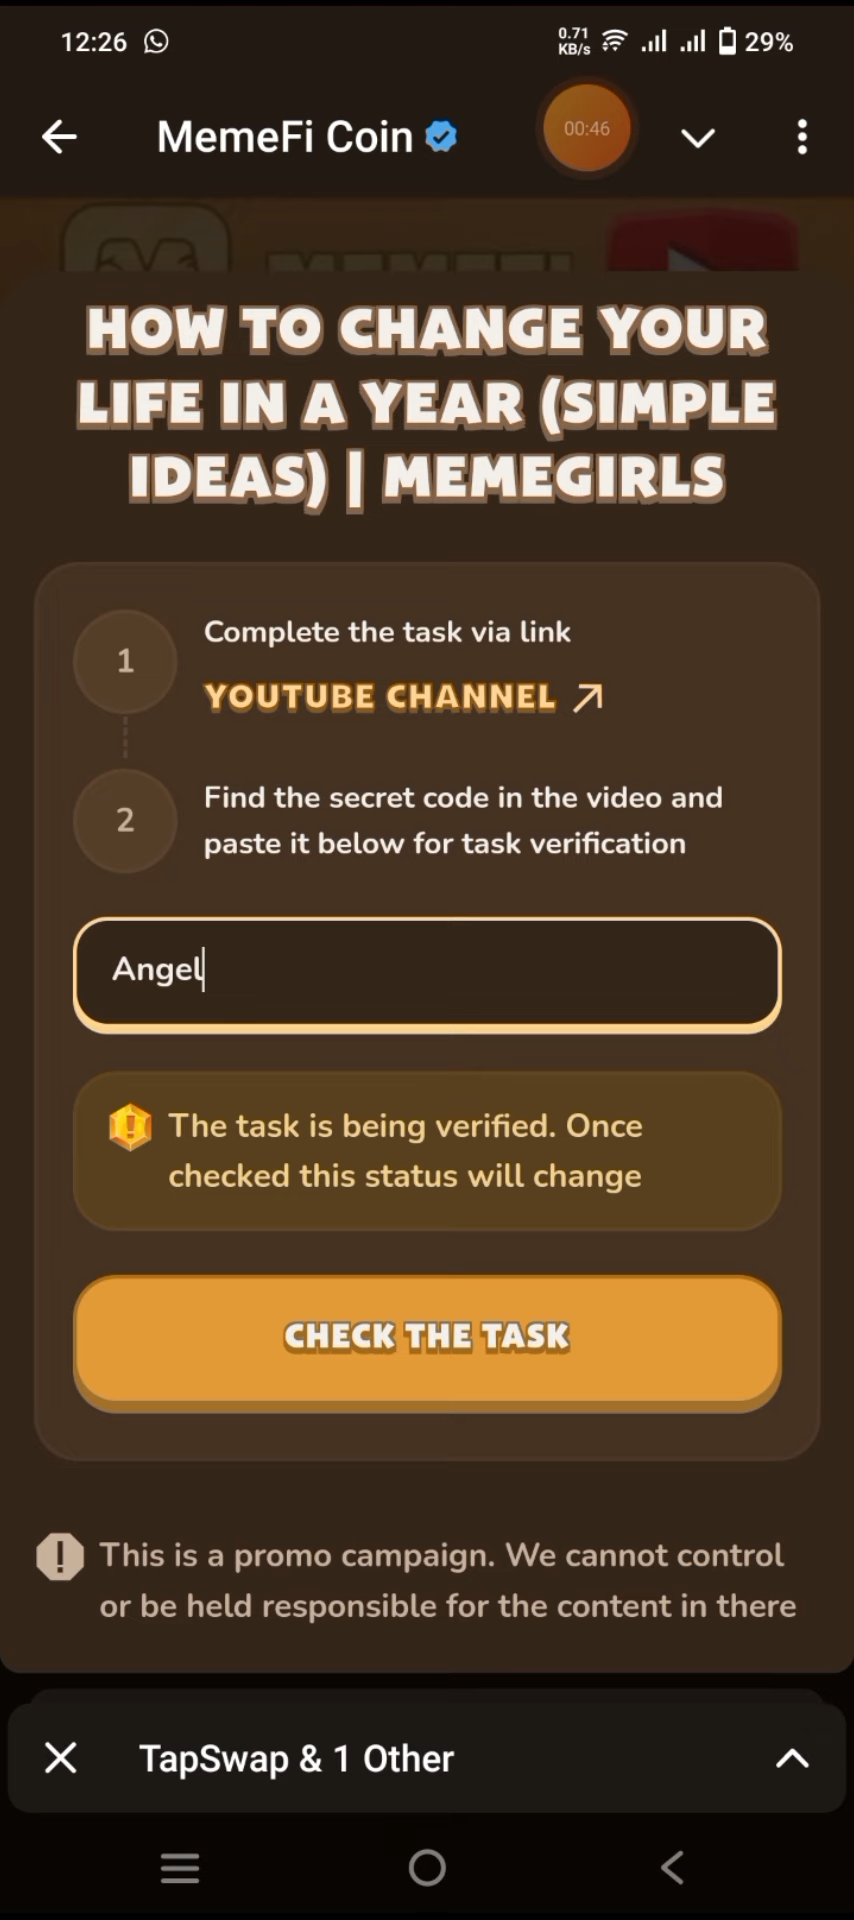 12:26
0.71
KB/s
29%
MemeFi Coin
00:46
MEMEFI
HOW TO CHANGE YOUR
LIFE IN A YEAR (SIMPLE
IDEAS) | MEMEGIRLS
1
Complete the task via link
YOUTUBE CHANNEL
2
Find the secret code in the video and
paste it below for task verification
Angel
The task is being verified. Once
checked this status will change
CHECK THE TASK
This is a promo campaign. We cannot control
or be held responsible for the content in there
TapSwap & 1 Other